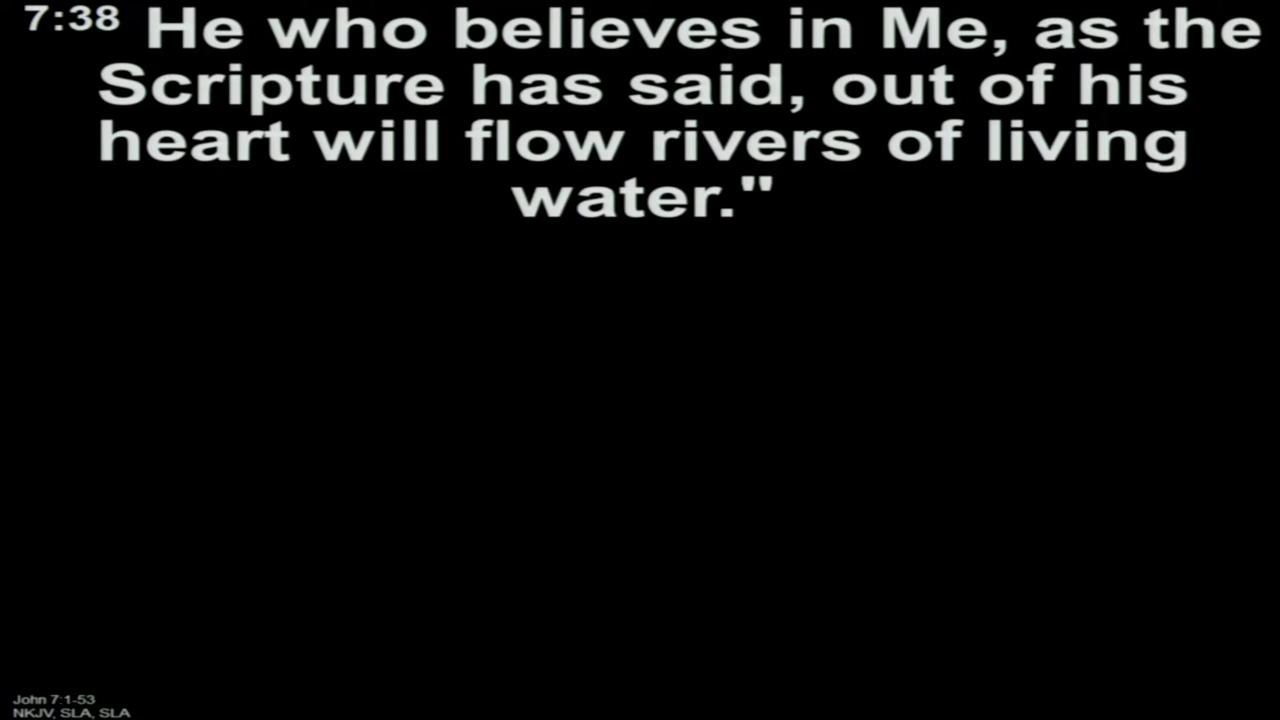 7:38 He who believes in Me, as the
Scripture has said, out of his
heart will flow rivers of living
water."
John 7:1-53
NKJV, SLA, SLA